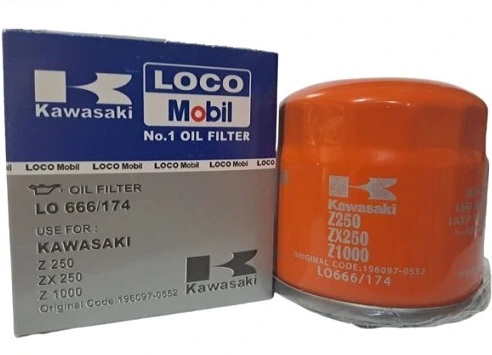 LOCO
Mobil
No.1 OIL FILTER
Kawasaki
LOCO Mobil LOCO Mobil LOCO Mobil
OIL FILTER
LO 666/174
USE FOR :
KAWASAKI
Z 250
ZX 250
Z 1000
Original Code:196097-0552
Kawasaki
Kawasaki
Z250
ZX250
Z1000
ORIGINAL CODE:196097-0552
LO666/174